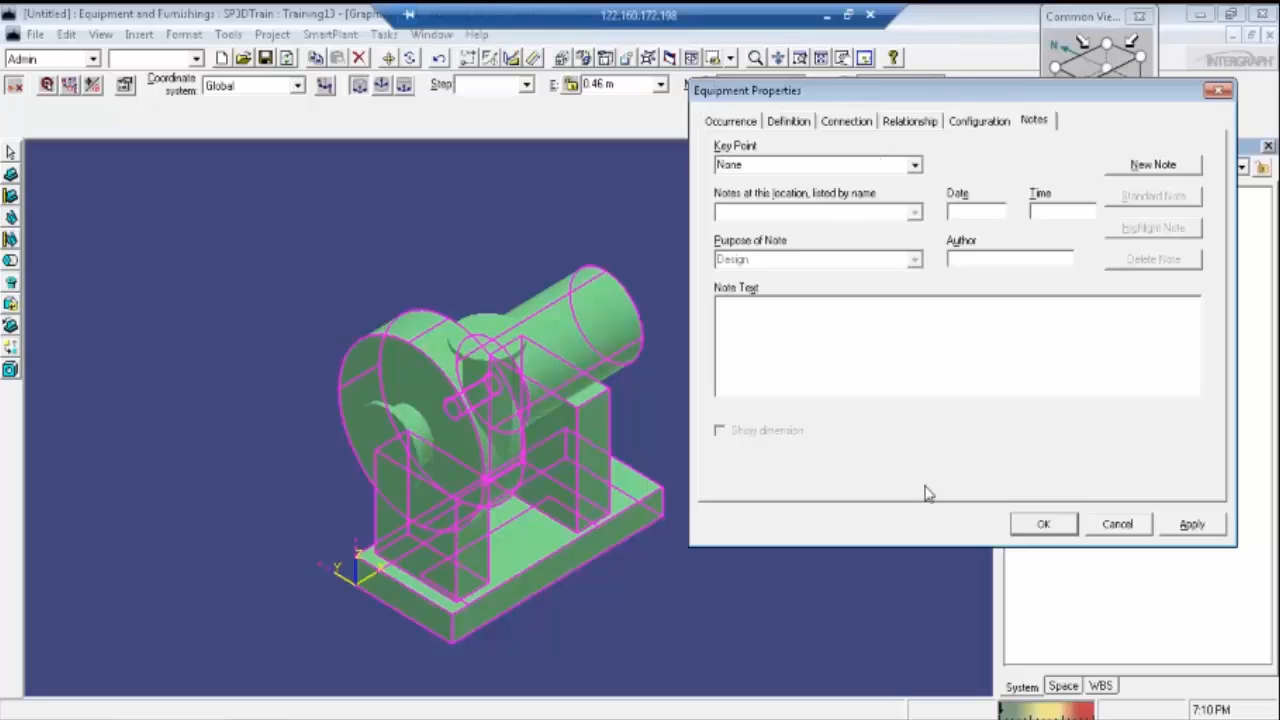 [Untitled] : Equipment and Furnishings : SP3DTrain : Training13 - [Graph
122.160.172.198
Common Vie...
File Edit View Insert Format Tools Project SmartPlant Tasks Window Help
Admin
N
INTERGRAPH
Coordinate system: Global
Step
E: 0.46 m
Equipment Properties
Occurrence Definition Connection Relationship Configuration Notes
Key Point
None
New Note
Notes at this location, listed by name
Date
Time
Standard Note
Highlight Note
Purpose of Note
Author
Design
Delete Note
Note Text
Show dimension
OK Cancel Apply
Z
Y
X
System Space WBS
7:10 PM